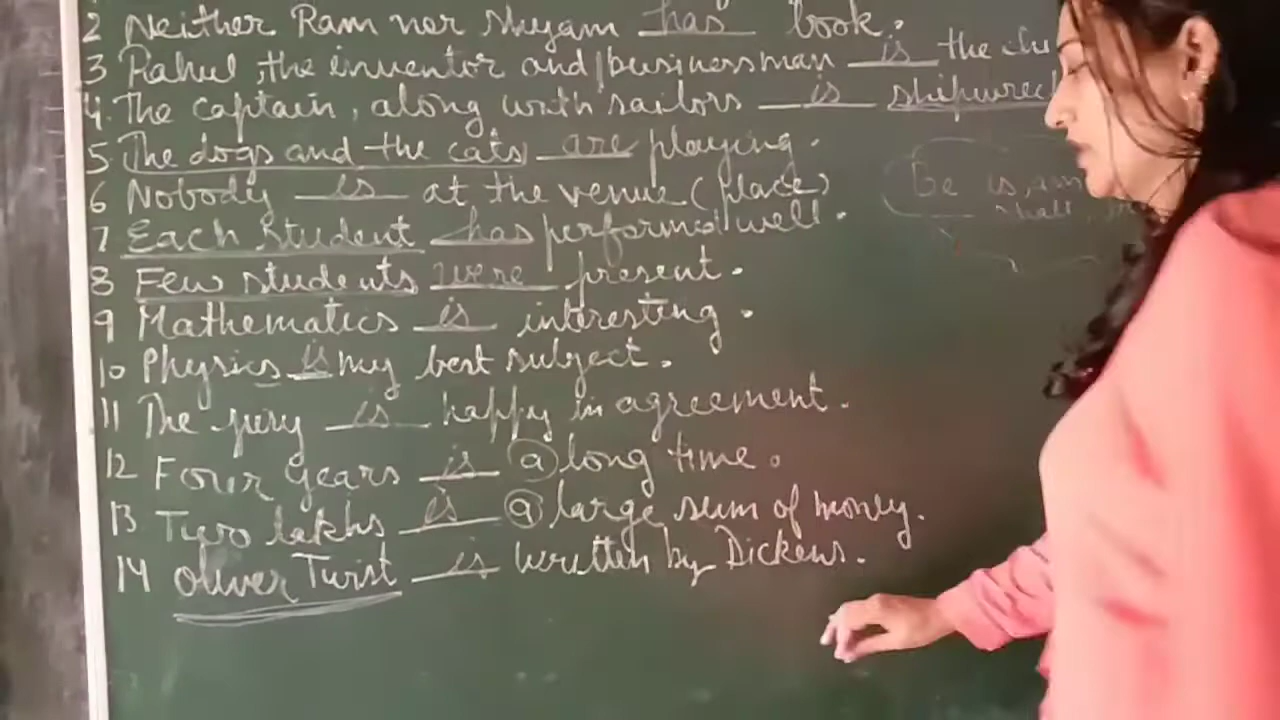 2 Neither Ram nor Shyam has book.
3 Rahul, the inventor and businessman is the
4. The captain, along with sailors is shipwrec
5 The dogs and the cats are playing.
6 Nobody is at the venue (place)
7 Each student has performed well.
8 Few students were present.
9 Mathematics is interesting.
10 Physics is my best subject.
11 The jury is happy in agreement.
12 Four years is a long time.
13 Two lakhs is a large sum of money.
14 Oliver Twist is written by Dickens.
is, am
shall